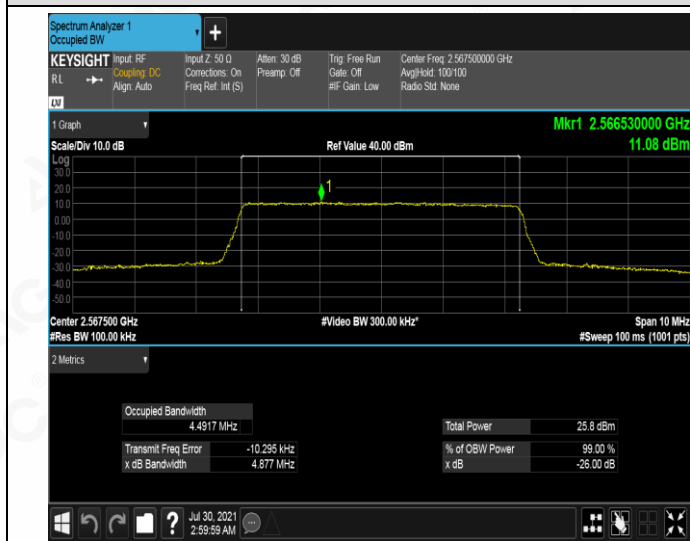 Spectrum Analyzer 1
Occupied BW
KEYSIGHT Input: RF Input Z: 50 Ω Atten: 30 dB Trig: Free Run Center Freq: 2.567500000 GHz
RL Coupling: DC Corrections: On Preamp: Off Gate: Off Avg|Hold: 100/100
Align: Auto Freq Ref: Int (S) #IF Gain: Low Radio Std: None
LXI
1 Graph
Mkr1 2.566530000 GHz
Scale/Div 10.0 dB Ref Value 40.00 dBm 11.08 dBm
Log
30.0
20.0
1
10.0
0.00
-10.0
-20.0
-30.0
-40.0
-50.0
Center 2.567500 GHz #Video BW 300.00 kHz* Span 10 MHz
#Res BW 100.00 kHz #Sweep 100 ms (1001 pts)
2 Metrics
Occupied Bandwidth
4.4917 MHz Total Power 25.8 dBm
Transmit Freq Error -10.295 kHz % of OBW Power 99.00 %
x dB Bandwidth 4.877 MHz x dB -26.00 dB
? Jul 30, 2021
2:59:59 AM